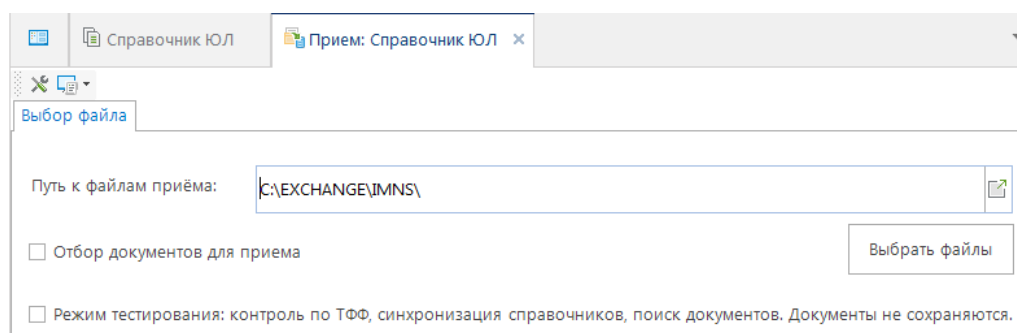 Справочник ЮЛ
Прием: Справочник ЮЛ
Выбор файла
Путь к файлам приёма:
C:\EXCHANGE\IMNS\
Отбор документов для приема
Выбрать файлы
Режим тестирования: контроль по ТФФ, синхронизация справочников, поиск документов. Документы не сохраняются.